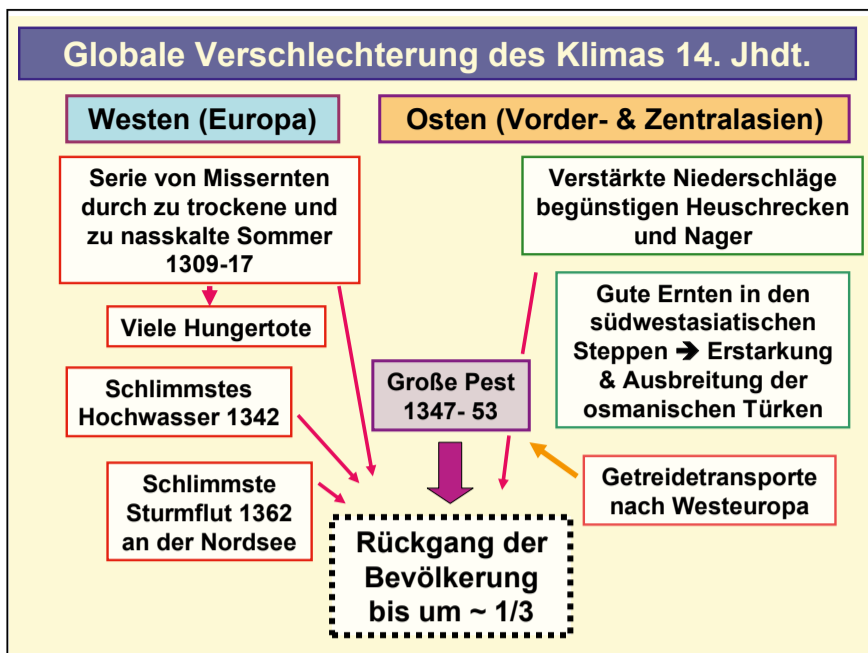 Globale Verschlechterung des Klimas 14. Jhdt.
Westen (Europa)
Osten (Vorder- & Zentralasien)
Serie von Missernten
durch zu trockene und
zu nasskalte Sommer
1309-17
Viele Hungertote
Schlimmstes
Hochwasser 1342
Schlimmste
Sturmflut 1362
an der Nordsee
Verstärkte Niederschläge
begünstigen Heuschrecken
und Nager
Gute Ernten in den
südwestasiatischen
Steppen ➔ Erstarkung
& Ausbreitung der
osmanischen Türken
Große Pest
1347- 53
Getreidetransporte
nach Westeuropa
Rückgang der
Bevölkerung
bis um ~ 1/3